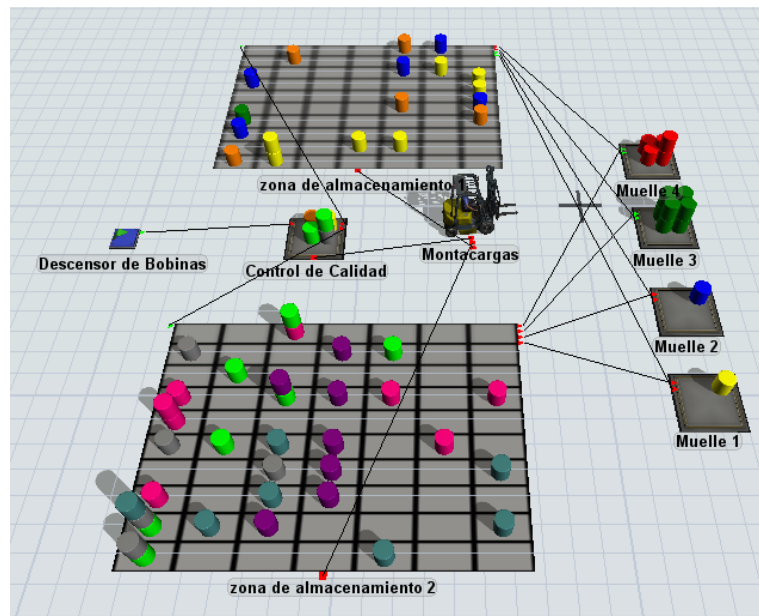 zona de almacenamiento 1
Muelle 4
Descensor de Bobinas
Control de Calidad
Montacargas
Muelle 3
Muelle 2
Muelle 1
zona de almacenamiento 2